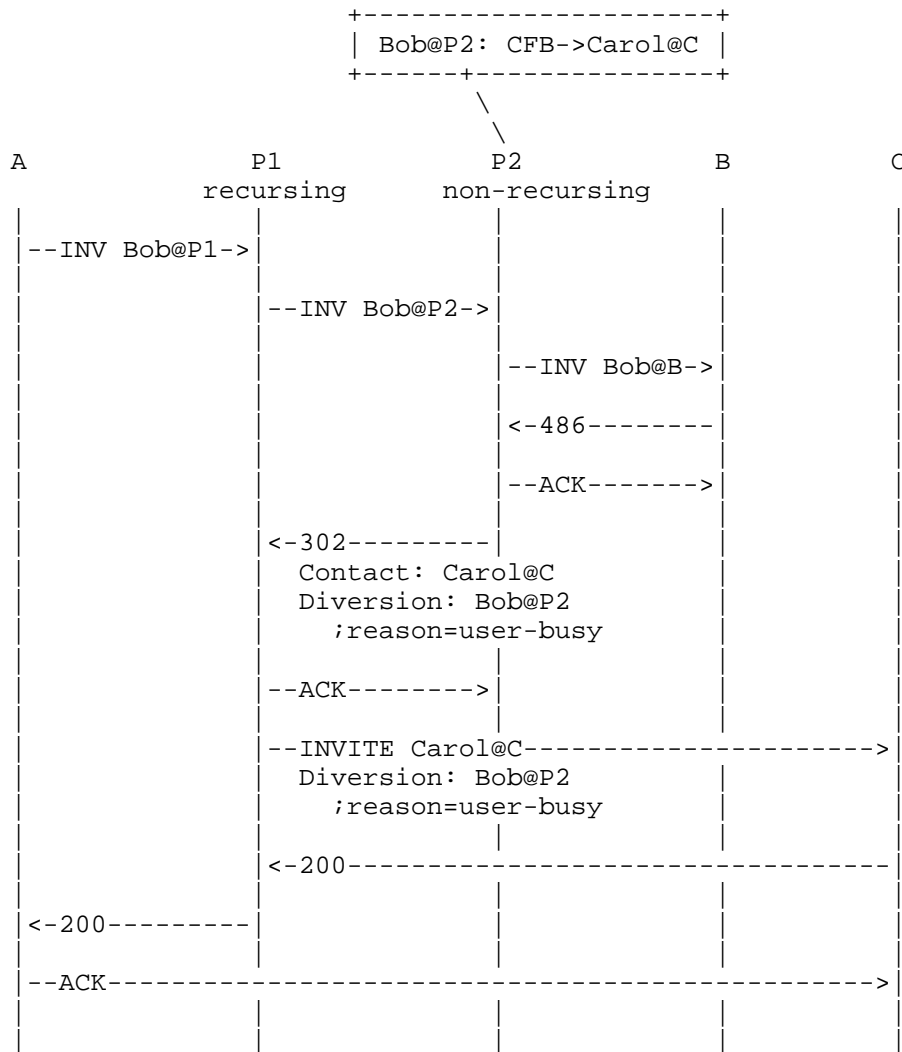 Bob@P2: CFB->Carol@C
A P1 P2 B C
recursing non-recursing
--INV Bob@P1->
--INV Bob@P2->
--INV Bob@B->
<-486--------
--ACK------->
<-302---------
Contact: Carol@C
Diversion: Bob@P2
;reason=user-busy
--ACK-------->
--INVITE Carol@C---------------------->
Diversion: Bob@P2
;reason=user-busy
<-200----------------------------------
<-200---------
--ACK------------------------------------------------>